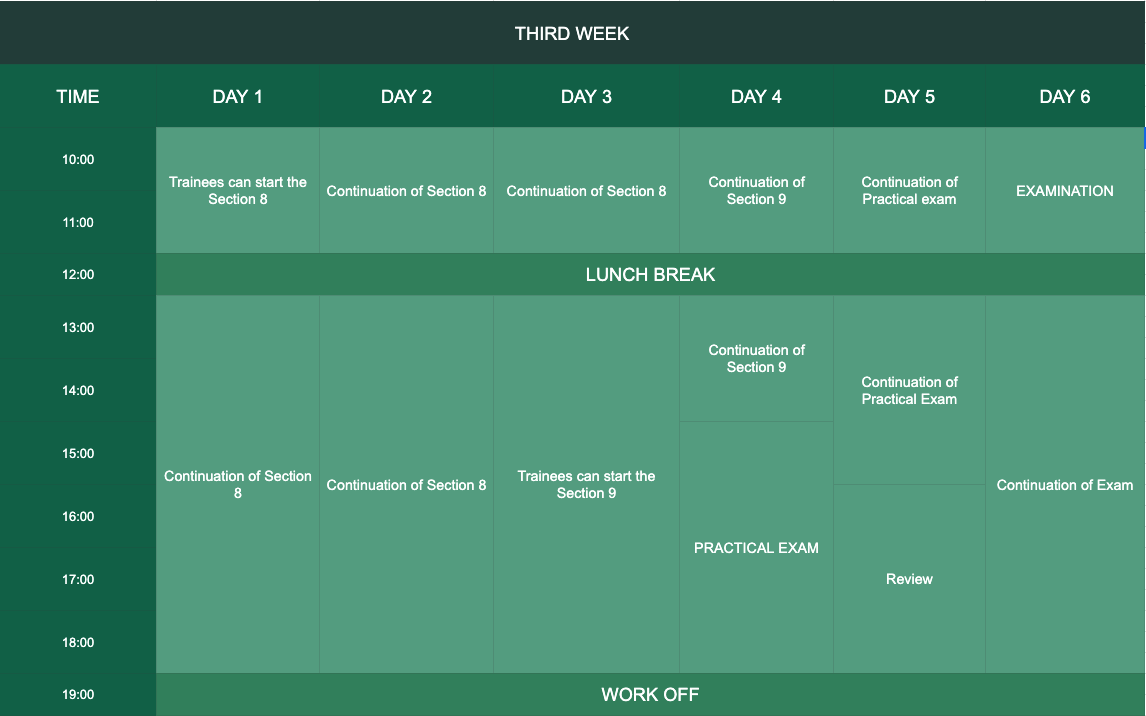 THIRD WEEK
TIME DAY 1 DAY 2 DAY 3 DAY 4 DAY 5 DAY 6
10:00
Trainees can start the
Section 8
Continuation of Section 8
Continuation of Section 8
Continuation of
Section 9
Continuation of
Practical exam
EXAMINATION
11:00
12:00 LUNCH BREAK
13:00
Continuation of
Section 9
14:00
Continuation of
Practical Exam
15:00
Continuation of Section
8
Continuation of Section 8
Trainees can start the
Section 9
Continuation of Exam
16:00
PRACTICAL EXAM
17:00
Review
18:00
19:00 WORK OFF